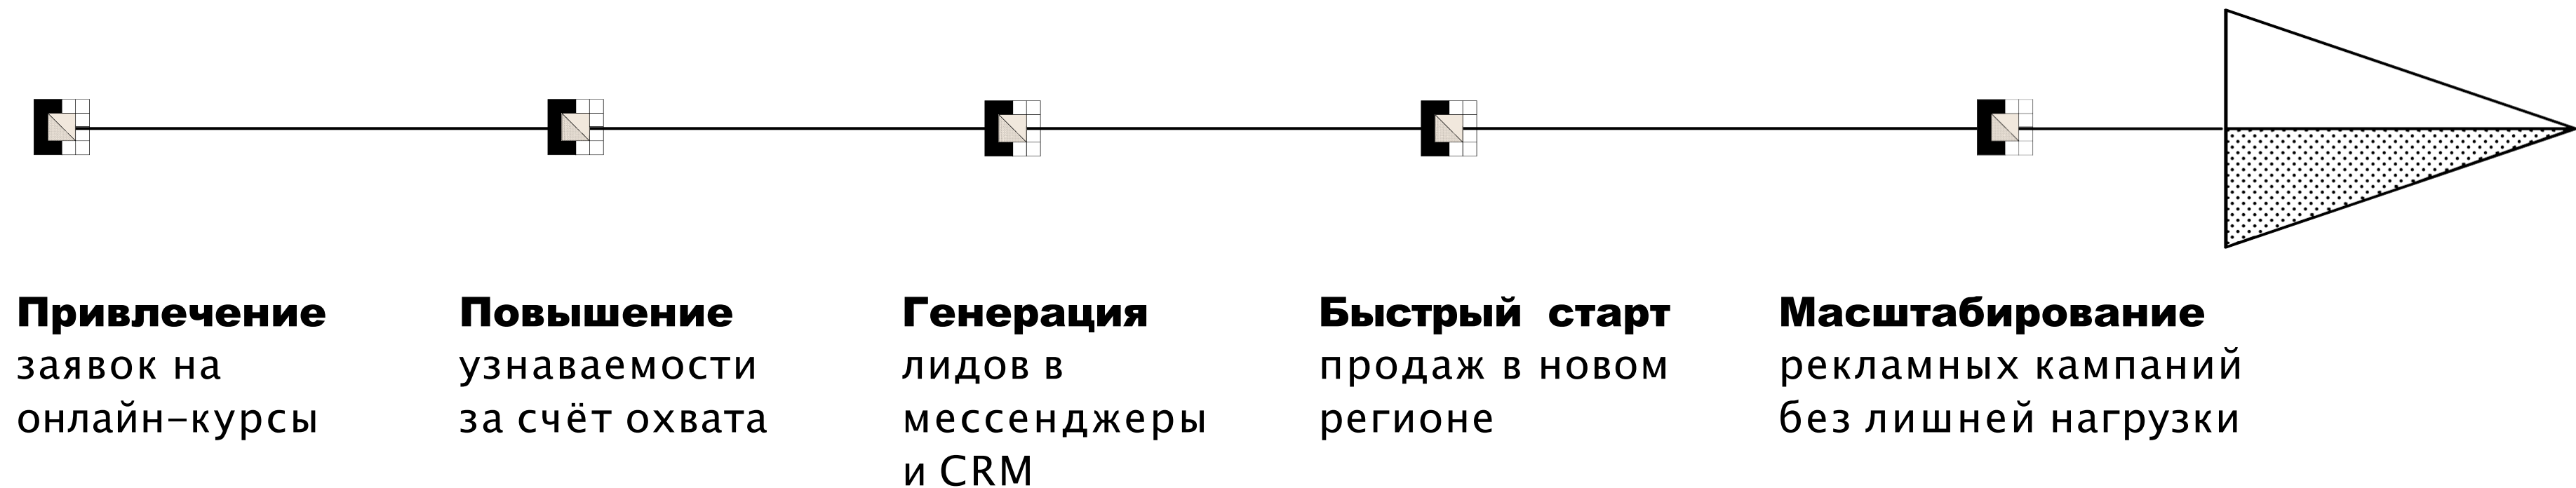 Привлечение
заявок на
онлайн-курсы
Повышение
узнаваемости
за счёт охвата
Генерация
лидов в
мессенджеры
и CRM
Быстрый старт
продаж в новом
регионе
Масштабирование
рекламных кампаний
без лишней нагрузки